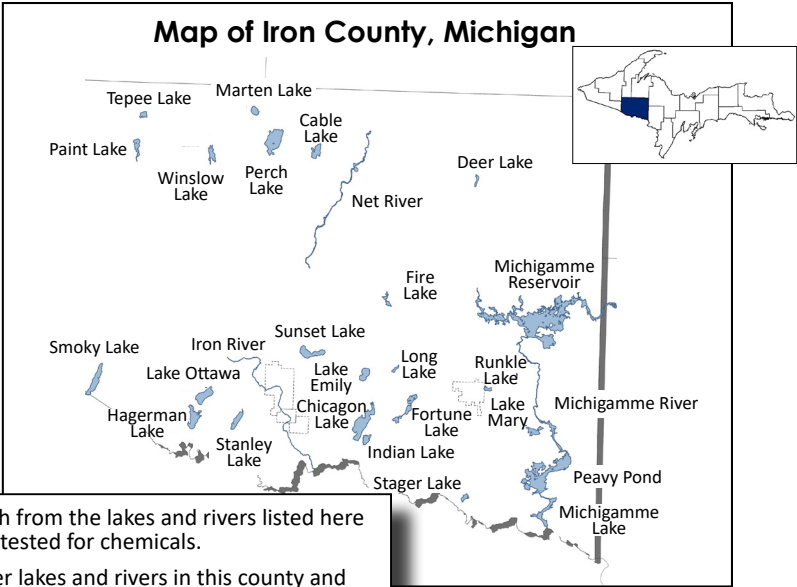 Map of Iron County, Michigan
Marten Lake
Tepee Lake
Cable
Lake
Paint Lake
Winslow
Lake
Perch
Lake
Deer Lake
Net River
Michigamme
Reservoir
Fire
Lake
Sunset Lake
Iron River
Smoky Lake
Lake Ottawa
Lake
Emily
Long
Lake
Runkle
Lake
Hagerman
Lake
Chicagon
Lake
Fortune
Lake
Lake
Mary
Michigamme River
Stanley
Lake
Indian Lake
Stager Lake
Peavy Pond
Michigamme
Lake
from the lakes and rivers listed here
tested for chemicals.
lakes and rivers in this county and